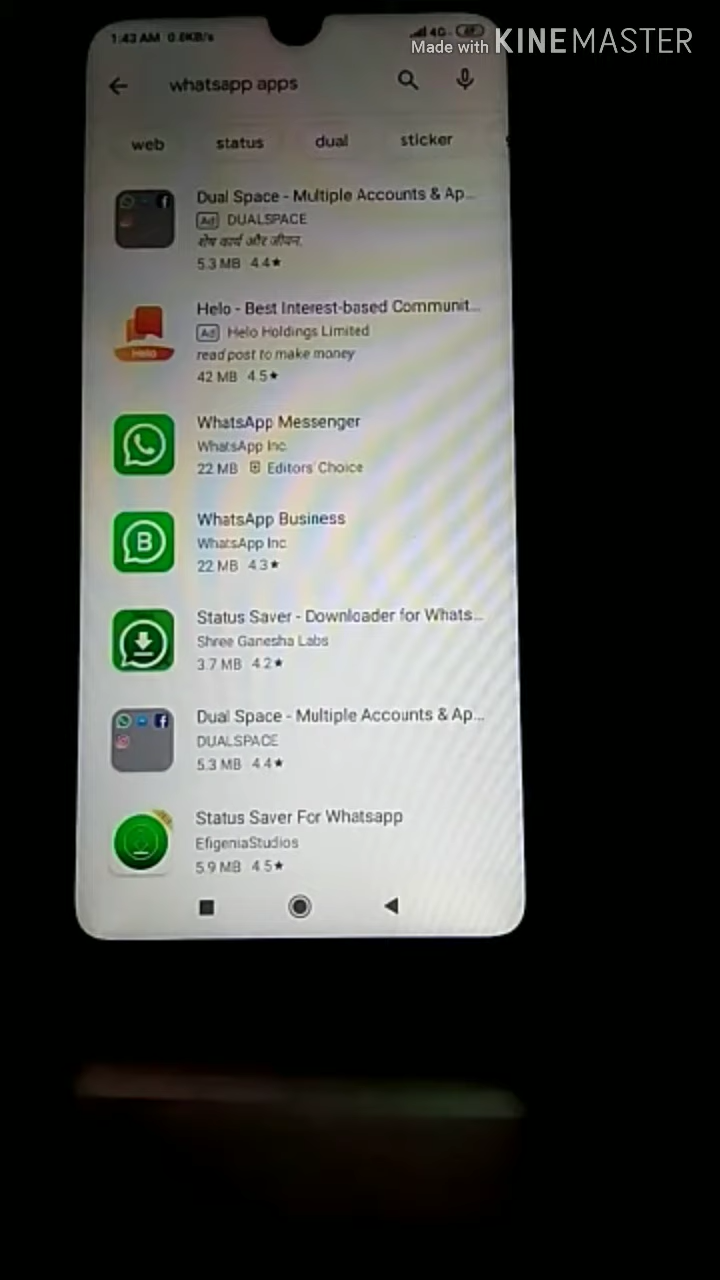 1:43 AM 0.8KB/s
4G
Made with KINEMASTER
whatsapp apps
web status dual sticker
Dual Space - Multiple Accounts & Ap...
Ad DUALSPACE
शेष कार्य और जीवन,
5.3 MB 4.4★
Helo - Best Interest-based Communit...
Ad Helo Holdings Limited
Helo
read post to make money
42 MB 4.5★
WhatsApp Messenger
WhatsApp Inc.
22 MB Editors' Choice
WhatsApp Business
B
WhatsApp Inc.
22 MB 4.3★
Status Saver - Downloader for Whats...
Shree Ganesha Labs
3.7 MB 4.2★
Dual Space - Multiple Accounts & Ap...
DUALSPACE
5.3 MB 4.4★
Status Saver For Whatsapp
EfigeniaStudios
5.9 MB 4.5★